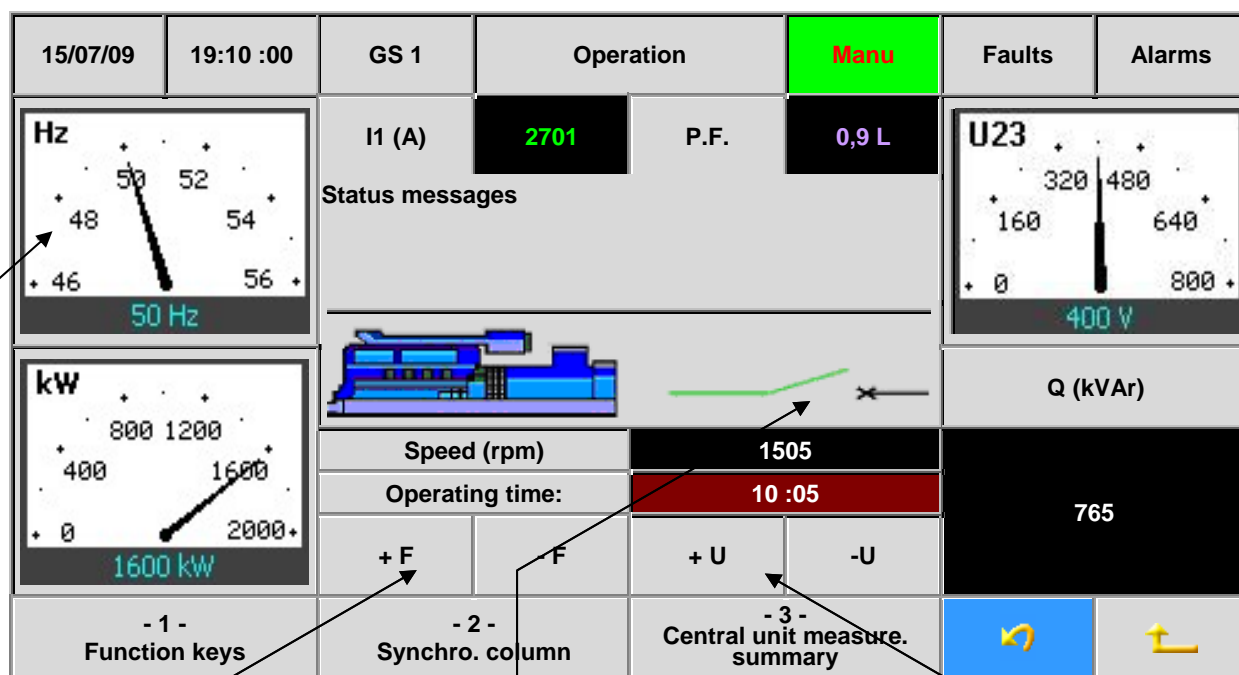 15/07/09
19:10 :00
GS 1
Operation
Manu
Faults
Alarms
Hz
46
48
50
52
54
56
50 Hz
I1 (A)
2701
P.F.
0,9 L
Status messages
U23
0
160
320
480
640
800
400 V
kW
0
400
800
1200
1600
2000
1600 kW
Q (kVAr)
765
Speed (rpm)
1505
Operating time:
10 :05
+ F
- F
+ U
-U
- 1 -
Function keys
- 2 -
Synchro. column
- 3 -
Central unit measure.
summary